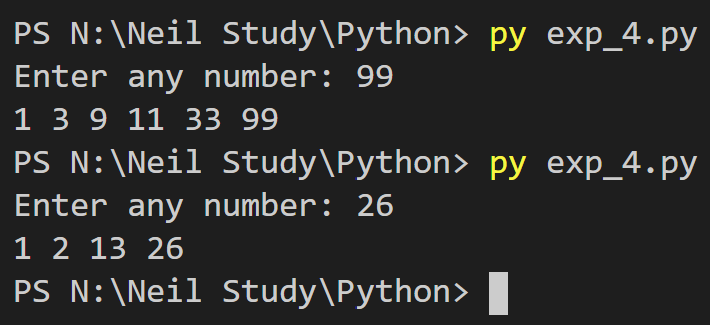 PS N:\Neil Study\Python> py exp_4.py
Enter any number: 99
1 3 9 11 33 99
PS N:\Neil Study\Python> py exp_4.py
Enter any number: 26
1 2 13 26
PS N:\Neil Study\Python>